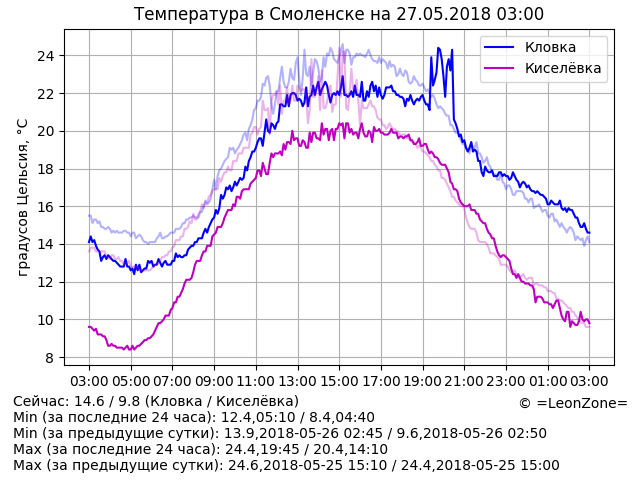 Температура в Смоленске на 27.05.2018 03:00
градусов Цельсия, °C
24
22
20
18
16
14
12
10
8
Кловка
Киселёвка
03:00 05:00 07:00 09:00 11:00 13:00 15:00 17:00 19:00 21:00 23:00 01:00 03:00
Сейчас: 14.6 / 9.8 (Кловка / Киселёвка)
© =LeonZone=
Min (за последние 24 часа): 12.4,05:10 / 8.4,04:40
Min (за предыдущие сутки): 13.9,2018-05-26 02:45 / 9.6,2018-05-26 02:50
Max (за последние 24 часа): 24.4,19:45 / 20.4,14:10
Max (за предыдущие сутки): 24.6,2018-05-25 15:10 / 24.4,2018-05-25 15:00